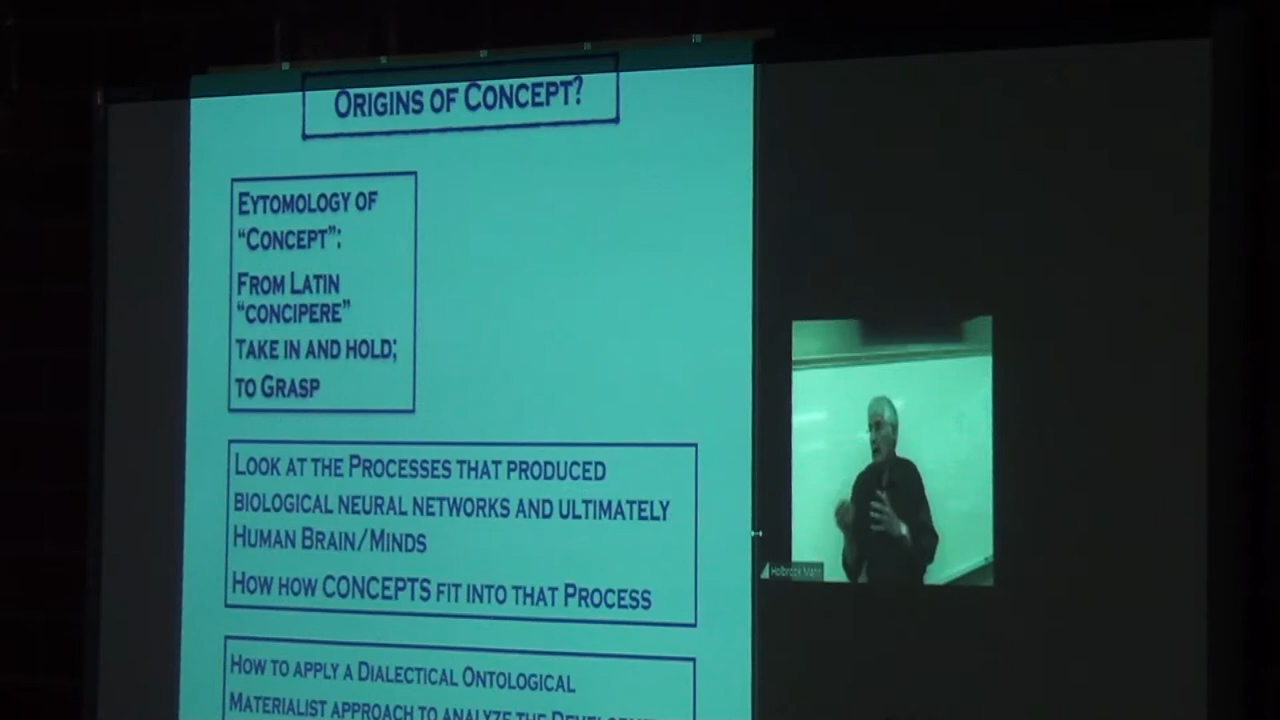 ORIGINS OF CONCEPT?
EYTOMOLOGY OF
“CONCEPT”:
FROM LATIN
“CONCIPERE”
TAKE IN AND HOLD;
TO GRASP
LOOK AT THE PROCESSES THAT PRODUCED
BIOLOGICAL NEURAL NETWORKS AND ULTIMATELY
HUMAN BRAIN/MINDS
HOW HOW CONCEPTS FIT INTO THAT PROCESS
HOW TO APPLY A DIALECTICAL ONTOLOGICAL
MATERIALIST APPROACH TO ANALYZE THE
Holbrook